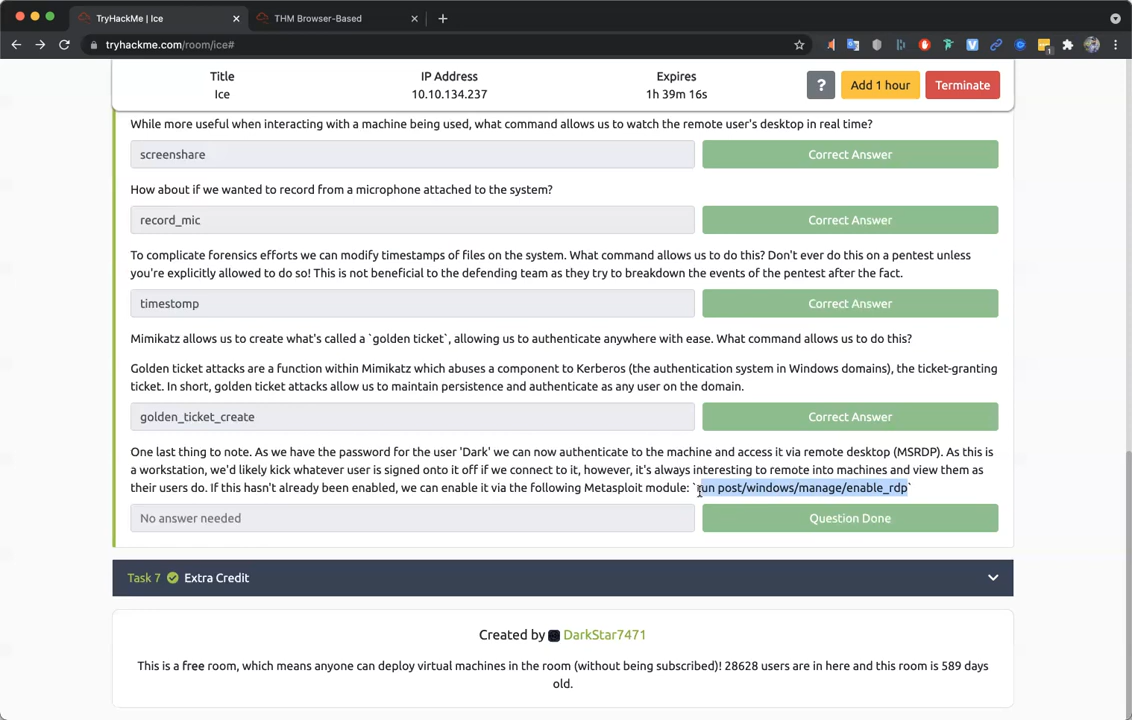 TryHackMe | Ice
THM Browser-Based
tryhackme.com/room/ice#
Title
Ice
IP Address
10.10.134.237
Expires
1h 39m 16s
?
Add 1 hour
Terminate
While more useful when interacting with a machine being used, what command allows us to watch the remote user's desktop in real time?
screenshare
Correct Answer
How about if we wanted to record from a microphone attached to the system?
record_mic
Correct Answer
To complicate forensics efforts we can modify timestamps of files on the system. What command allows us to do this? Don't ever do this on a pentest unless
you're explicitly allowed to do so! This is not beneficial to the defending team as they try to breakdown the events of the pentest after the fact.
timestomp
Correct Answer
Mimikatz allows us to create what's called a `golden ticket`, allowing us to authenticate anywhere with ease. What command allows us to do this?
Golden ticket attacks are a function within Mimikatz which abuses a component to Kerberos (the authentication system in Windows domains), the ticket-granting
ticket. In short, golden ticket attacks allow us to maintain persistence and authenticate as any user on the domain.
golden_ticket_create
Correct Answer
One last thing to note. As we have the password for the user 'Dark' we can now authenticate to the machine and access it via remote desktop (MSRDP). As this is
a workstation, we'd likely kick whatever user is signed onto it off if we connect to it, however, it's always interesting to remote into machines and view them as
their users do. If this hasn't already been enabled, we can enable it via the following Metasploit module: `run post/windows/manage/enable_rdp`
No answer needed
Question Done
Task 7 Extra Credit
Created by DarkStar7471
This is a free room, which means anyone can deploy virtual machines in the room (without being subscribed)! 28628 users are in here and this room is 589 days
old.